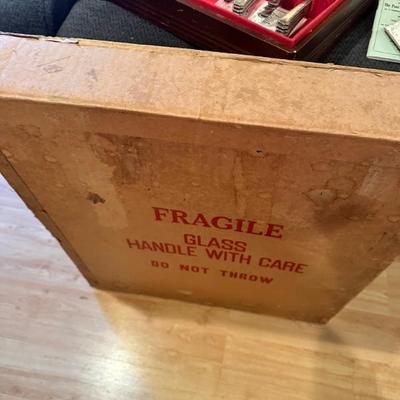 FRAGILE
GLASS
HANDLE WITH CARE
DO NOT THROW